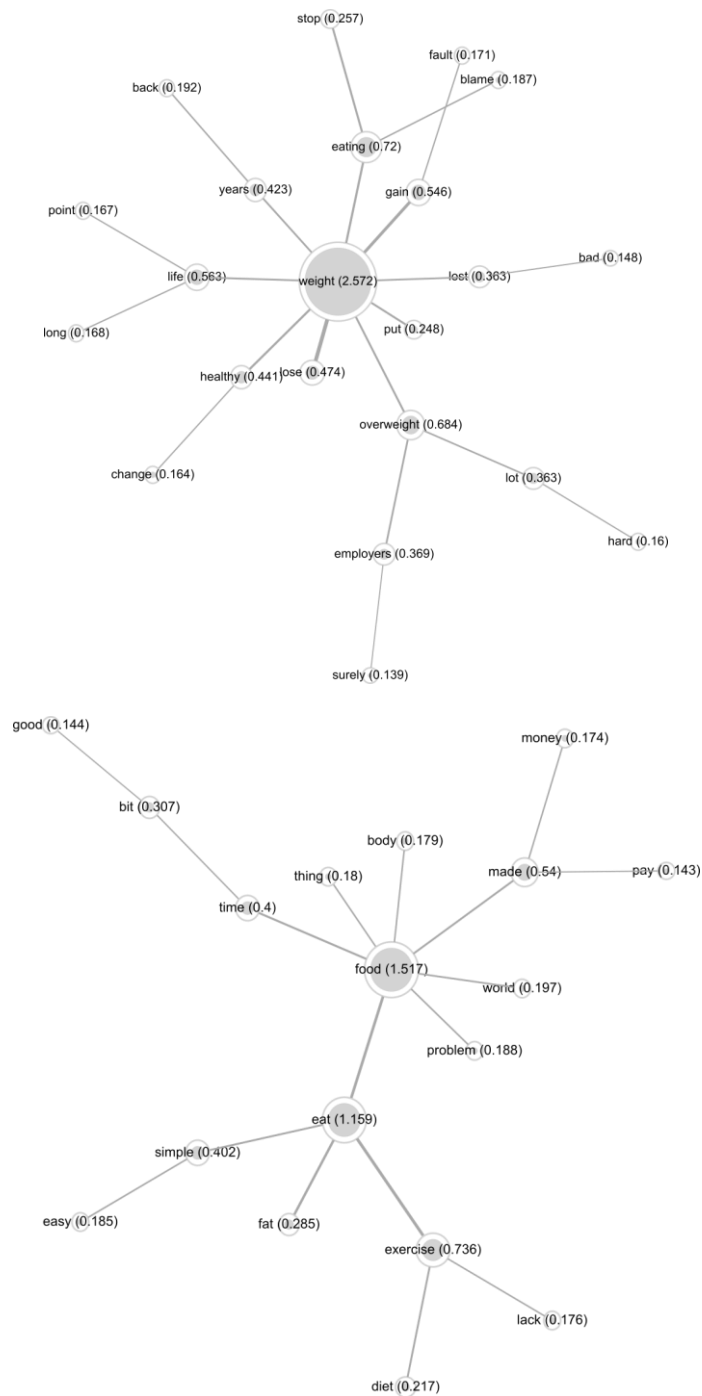 stop (0.257)
fault (0.171)
blame (0.187)
back (0.192)
eating (0.72)
years (0.423)
gain (0.546)
point (0.167)
bad (0.148)
life (0.563)
weight (2.572)
lost (0.363)
long (0.168)
put (0.248)
healthy (0.441)
lose (0.474)
overweight (0.684)
change (0.164)
lot (0.363)
hard (0.16)
employers (0.369)
surely (0.139)
good (0.144)
money (0.174)
bit (0.307)
body (0.179)
thing (0.18)
made (0.54)
pay (0.143)
time (0.4)
food (1.517)
world (0.197)
problem (0.188)
eat (1.159)
simple (0.402)
easy (0.185)
fat (0.285)
exercise (0.736)
lack (0.176)
diet (0.217)